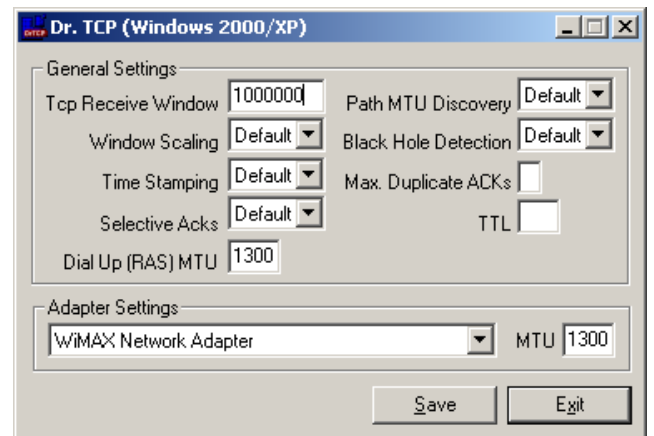 DRTCP Dr. TCP (Windows 2000/XP)
General Settings
Tcp Receive Window 1000000 Path MTU Discovery Default
Window Scaling Default Black Hole Detection Default
Time Stamping Default Max. Duplicate ACKs
Selective Acks Default TTL
Dial Up (RAS) MTU 1300
Adapter Settings
WiMAX Network Adapter MTU 1300
Save Exit